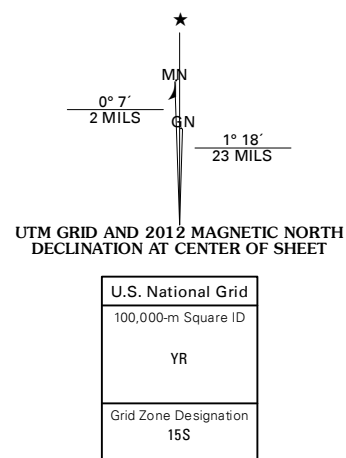 MN
0° 7´
2 MILS
GN
1° 18´
23 MILS
UTM GRID AND 2012 MAGNETIC NORTH
DECLINATION AT CENTER OF SHEET
U.S. National Grid
100,000-m Square ID
YR
Grid Zone Designation
15S